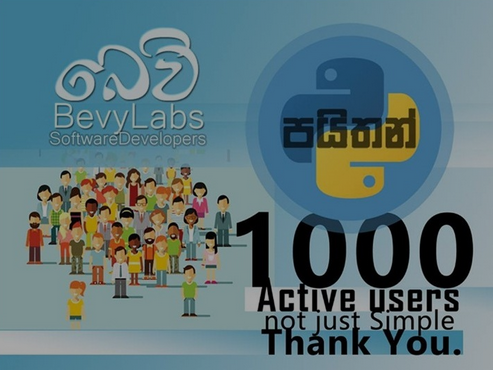 බෙවි
BevyLabs
SoftwareDevelopers
පයිතන්
1000
Active users
not just Simple
Thank You.